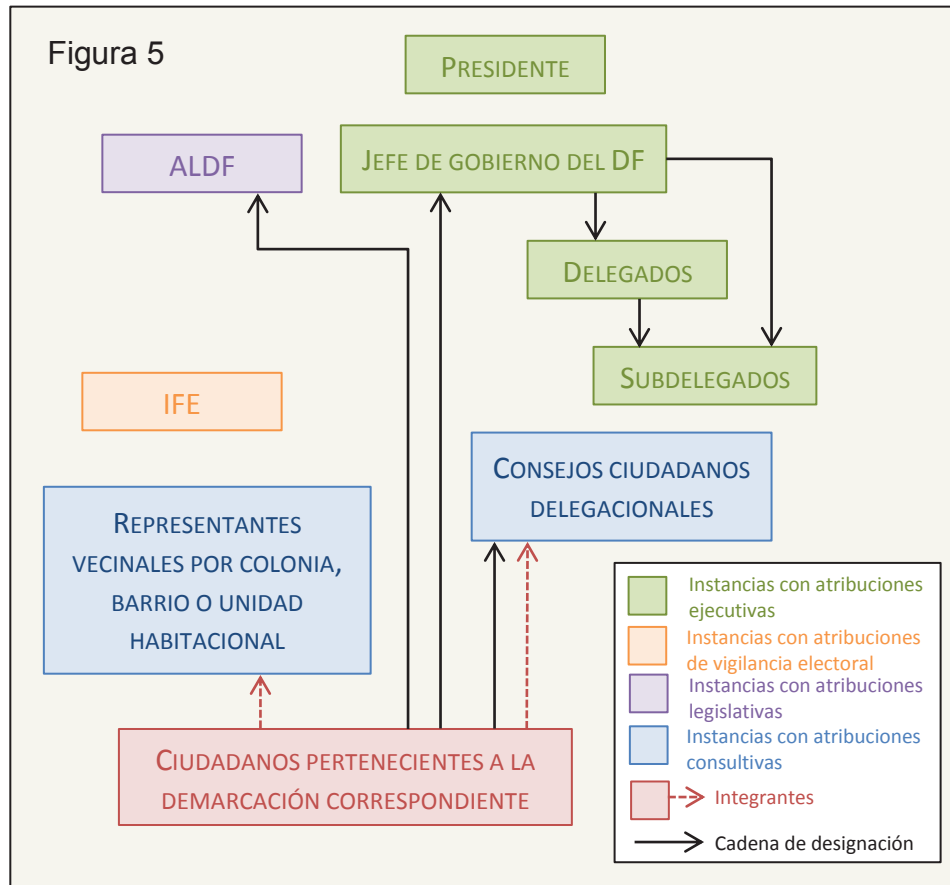 Figura 5
PRESIDENTE
ALDF
JEFE DE GOBIERNO DEL DF
DELEGADOS
SUBDELEGADOS
IFE
CONSEJOS CIUDADANOS
DELEGACIONALES
REPRESENTANTES
VECINALES POR COLONIA,
BARRIO O UNIDAD
HABITACIONAL
CIUDADANOS PERTENECIENTES A LA
DEMARCACIÓN CORRESPONDIENTE
Instancias con atribuciones
ejecutivas
Instancias con atribuciones
de vigilancia electoral
Instancias con atribuciones
legislativas
Instancias con atribuciones
consultivas
Integrantes
Cadena de designación